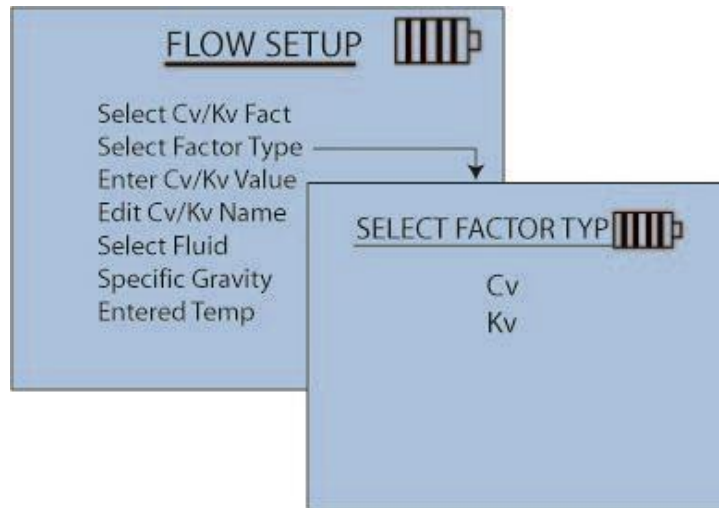 FLOW SETUP
Select Cv/Kv Fact
Select Factor Type
Enter Cv/Kv Value
Edit Cv/Kv Name
Select Fluid
Specific Gravity
Entered Temp
SELECT FACTOR TYP
Cv
Kv